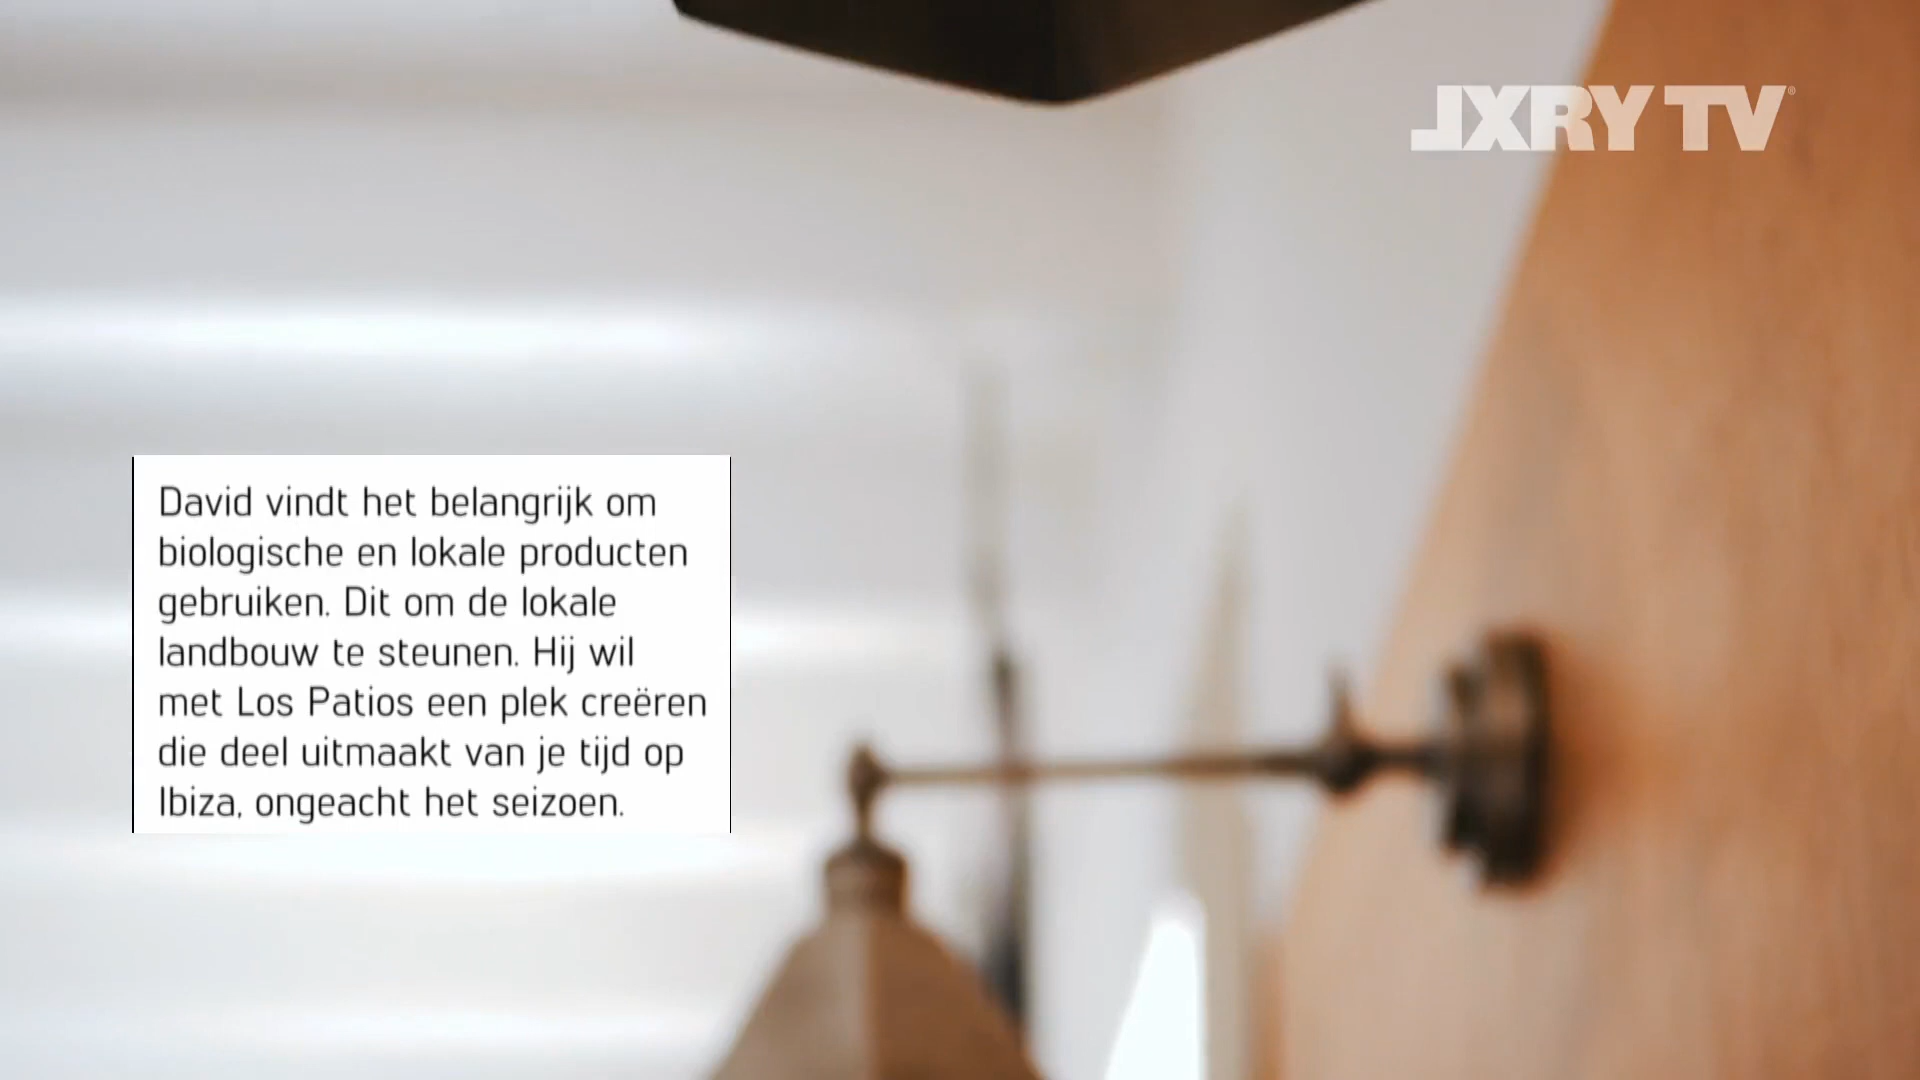 JXRY TV®
David vindt het belangrijk om
biologische en lokale producten
gebruiken. Dit om de lokale
landbouw te steunen. Hij wil
met Los Patios een plek creëren
die deel uitmaakt van je tijd op
Ibiza, ongeacht het seizoen.